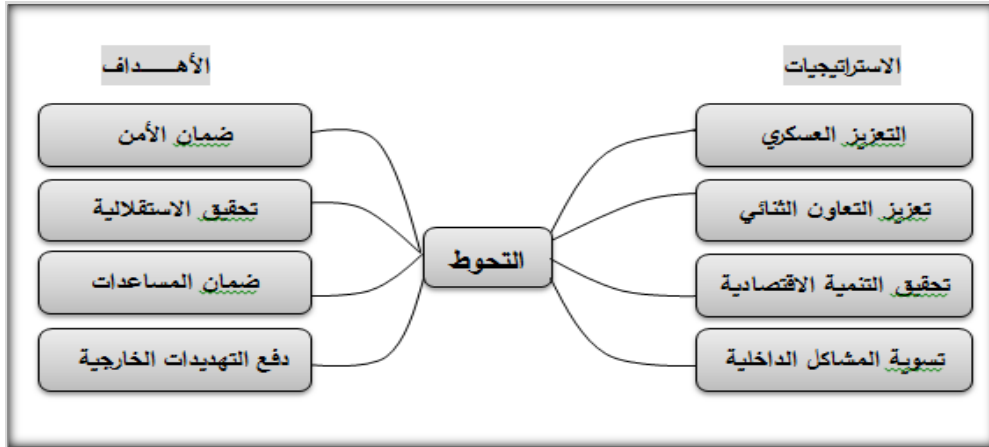 الاستراتيجيات
التعزيز العسكري
تعزيز التعاون الثنائي
تحقيق التنمية الاقتصادية
تسوية المشاكل الداخلية
التحوط
الأهـــــداف
ضمان الأمن
تحقيق الاستقلالية
ضمان المساعدات
دفع التهديدات الخارجية